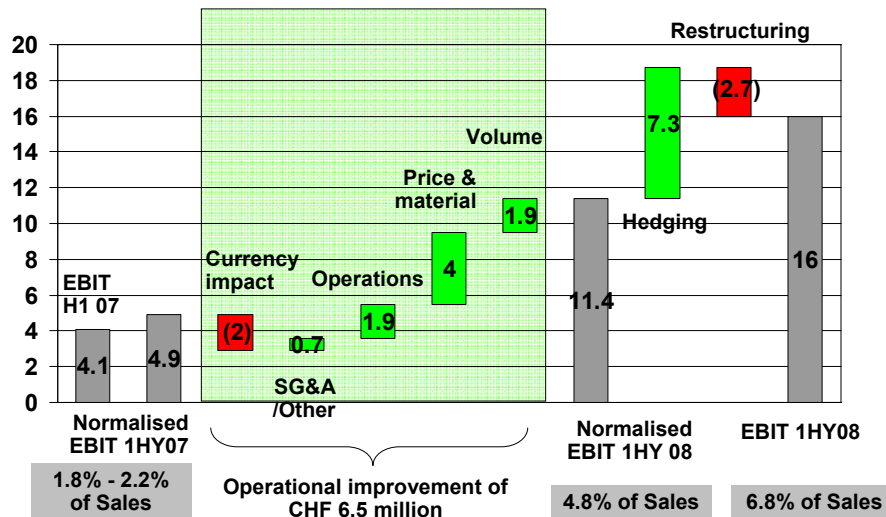 Restructuring
20
18
16
14
12
10
8
6
4
2
0
EBIT
H1 07
4.1
4.9
Currency
impact
(2)
0.7
SG&A
/Other
Operations
1.9
Price &
material
4
Volume
1.9
11.4
7.3
Hedging
(2.7)
16
Normalised
EBIT 1HY07
Normalised
EBIT 1HY 08
EBIT 1HY08
1.8% - 2.2%
of Sales
Operational improvement of
CHF 6.5 million
4.8% of Sales
6.8% of Sales